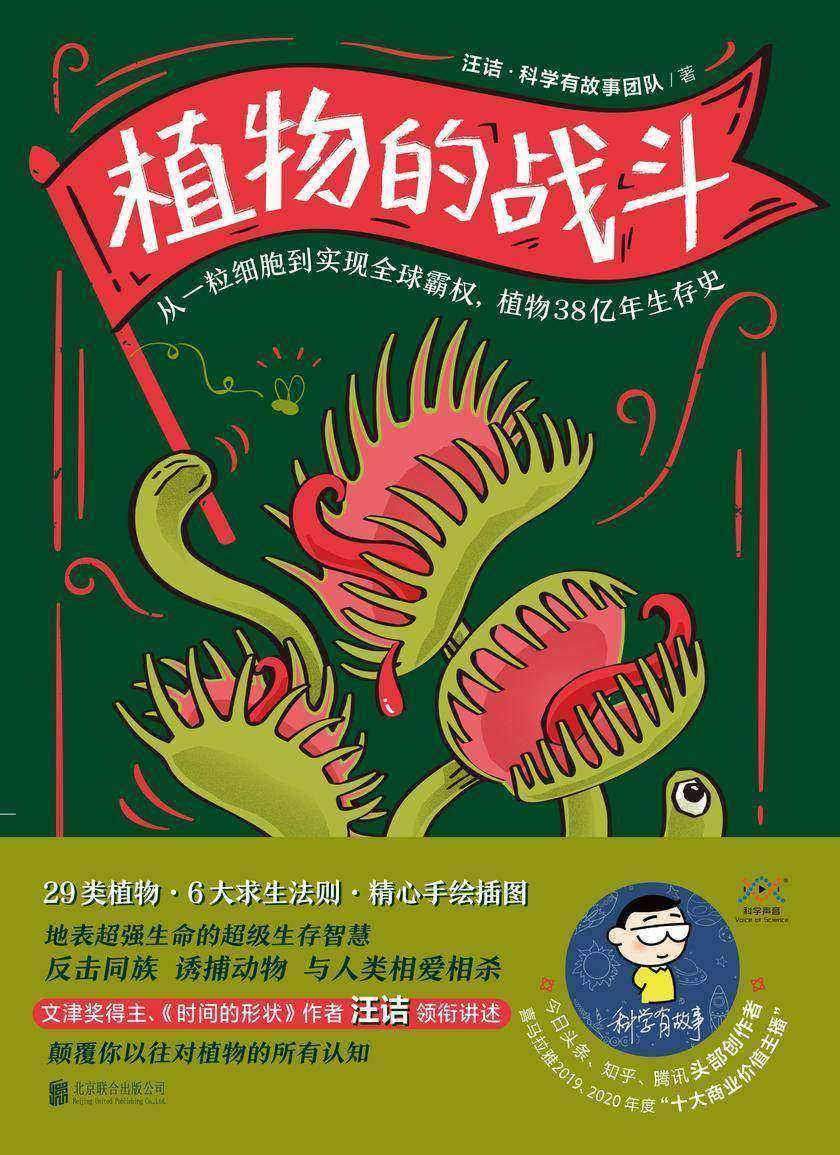 汪诘·科学有故事团队/著
植物的战斗
从一粒细胞到实现全球霸权，植物38亿年生存史
29类植物·6大求生法则·精心手绘插图
地表超强生命的超级生存智慧
反击同族 诱捕动物 与人类相爱相杀
文津奖得主、《时间的形状》作者 汪诘 领衔讲述
颠覆你以往对植物的所有认知
北京联合出版公司
Beijing United Publishing Co.,Ltd.
科学声音
Voice of Science
科学有故事
今日头条、知乎、腾讯头部创作者
喜马拉雅2019、2020年度“十大商业价值主播”